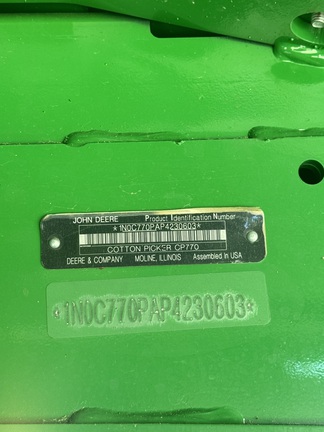 JOHN DEERE Product Identification Number
*1N0C770PAP4230603*
COTTON PICKER CP770
DEERE & COMPANY MOLINE, ILLINOIS Assembled in USA
*1N0C770PAP4230603*